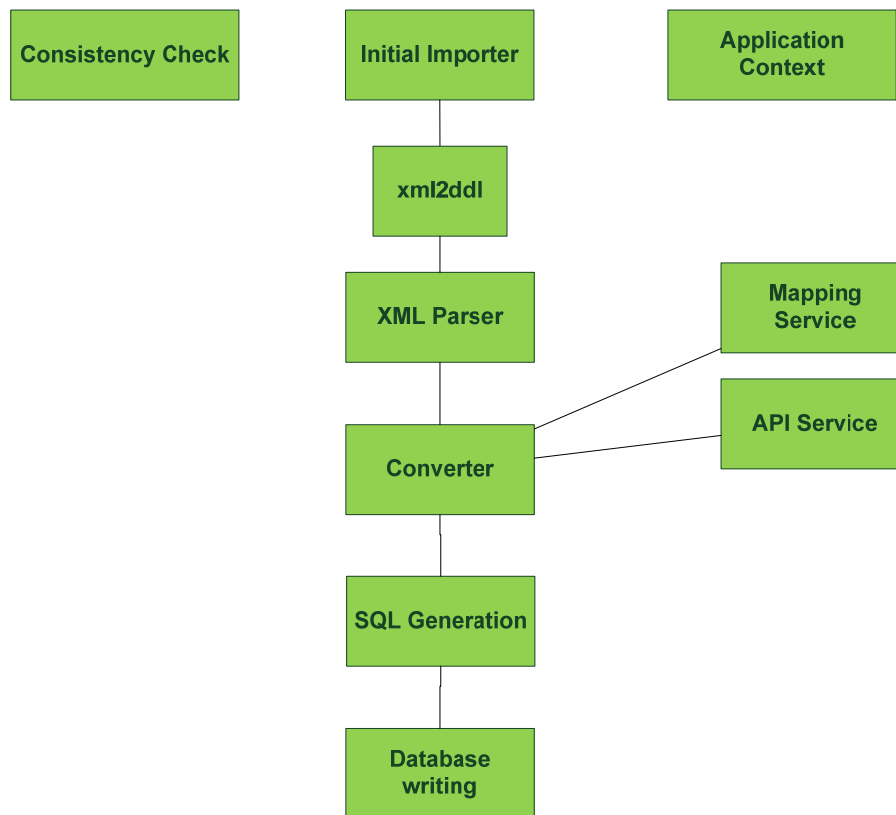 Consistency Check
Initial Importer
Application
Context
xml2ddl
XML Parser
Mapping
Service
API Service
Converter
SQL Generation
Database
writing